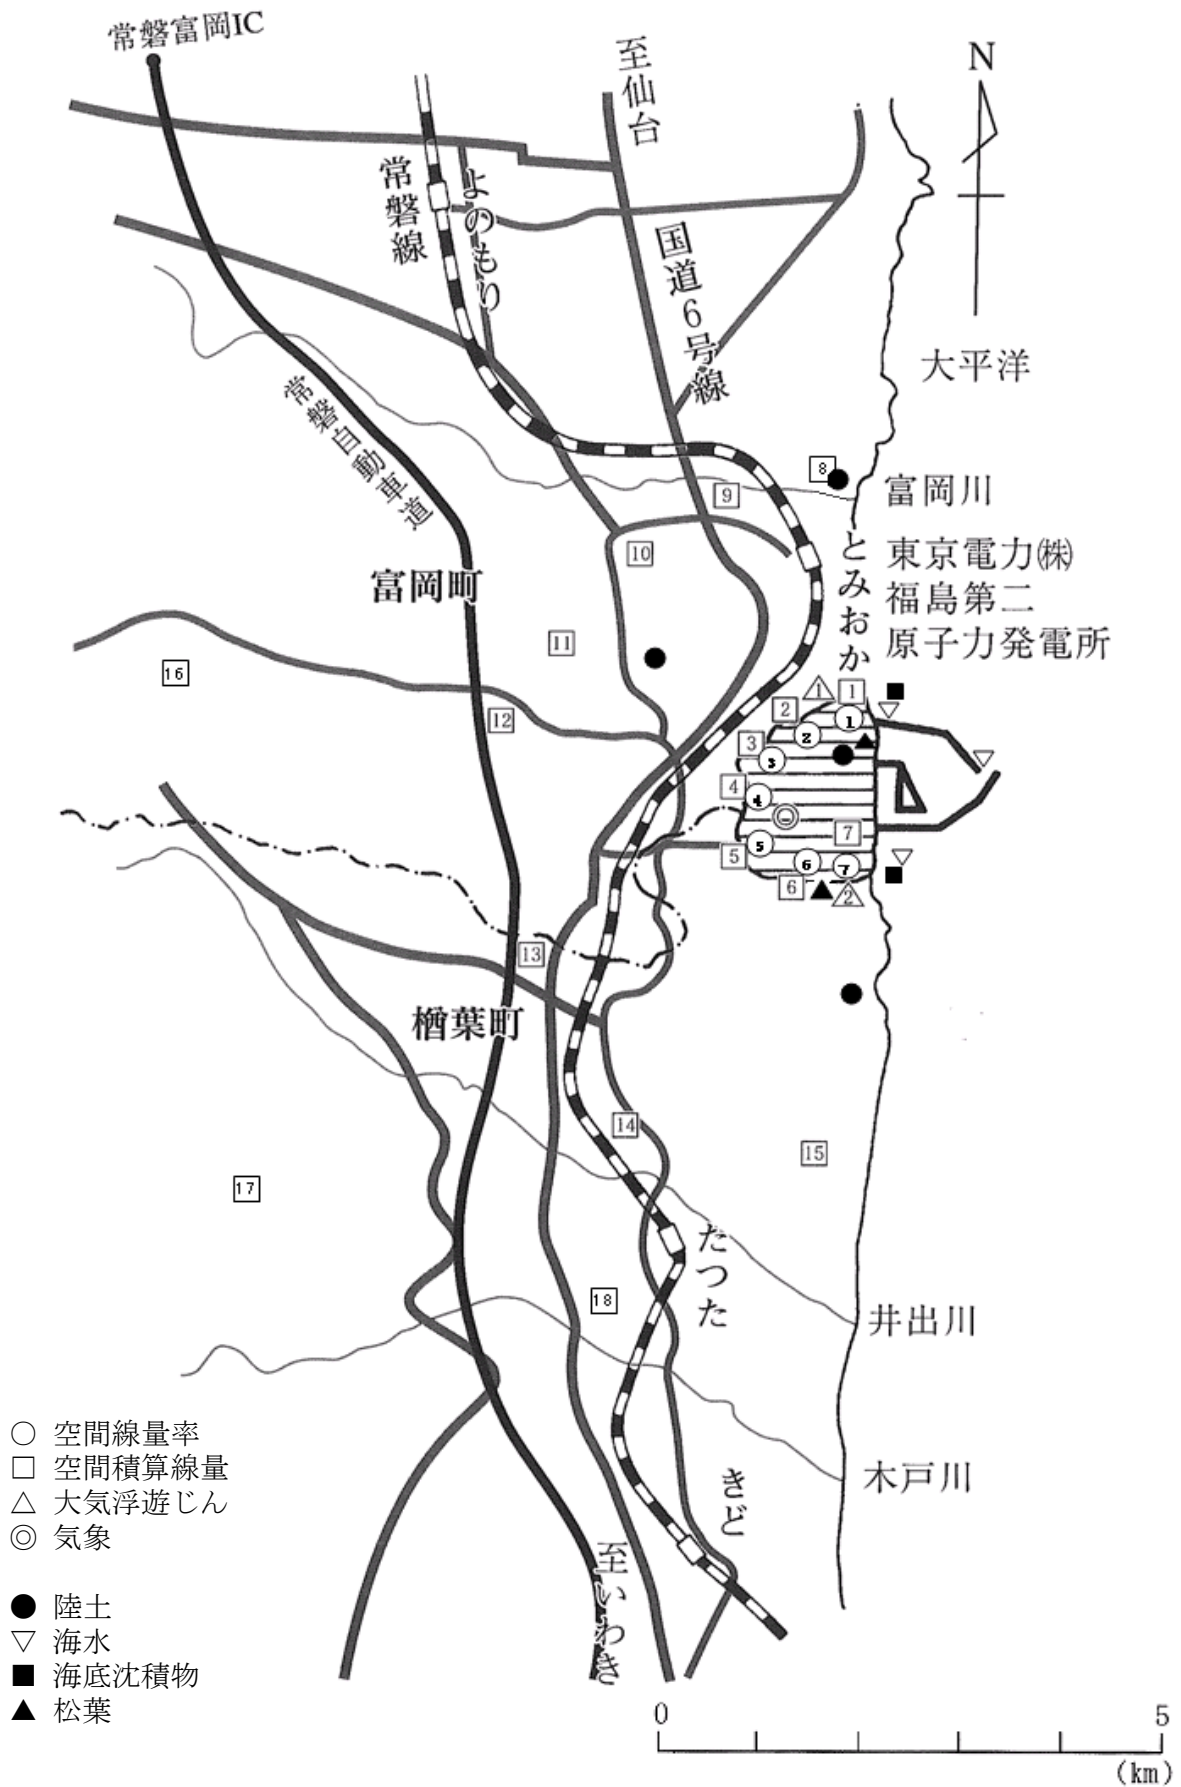 常磐富岡IC
至仙台
N
常磐線
よのもり
国道6号線
大平洋
常磐自動車道
8
富岡川
9
とみおか
東京電力㈱
福島第二
原子力発電所
10
富岡町
11
16
12
1
1
2
1
2
3
3
4
4
7
5
5
6
7
6
2
13
楢葉町
14
15
17
たつた
18
井出川
○ 空間線量率
□ 空間積算線量
△ 大気浮遊じん
◎ 気象
● 陸土
▽ 海水
■ 海底沈積物
▲ 松葉
木戸川
きど
至いわき
0 5
(km)